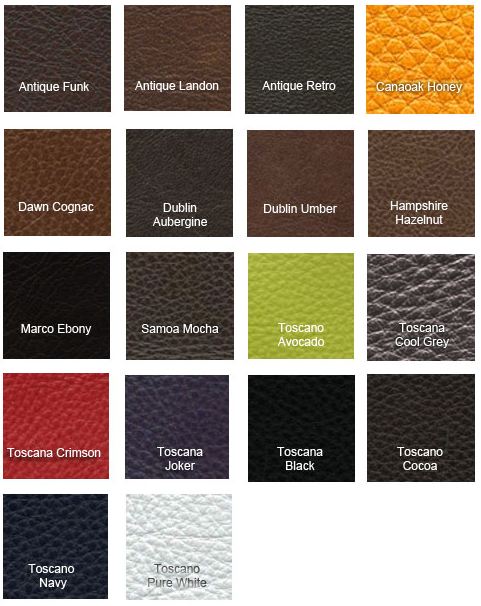 Antique Funk
Antique Landon
Antique Retro
Canaoak Honey
Dawn Cognac
Dublin
Aubergine
Dublin Umber
Hampshire
Hazelnut
Marco Ebony
Samoa Mocha
Toscano
Avocado
Toscana
Cool Grey
Toscana Crimson
Toscana
Joker
Toscana
Black
Toscano
Cocoa
Toscano
Navy
Toscano
Pure White